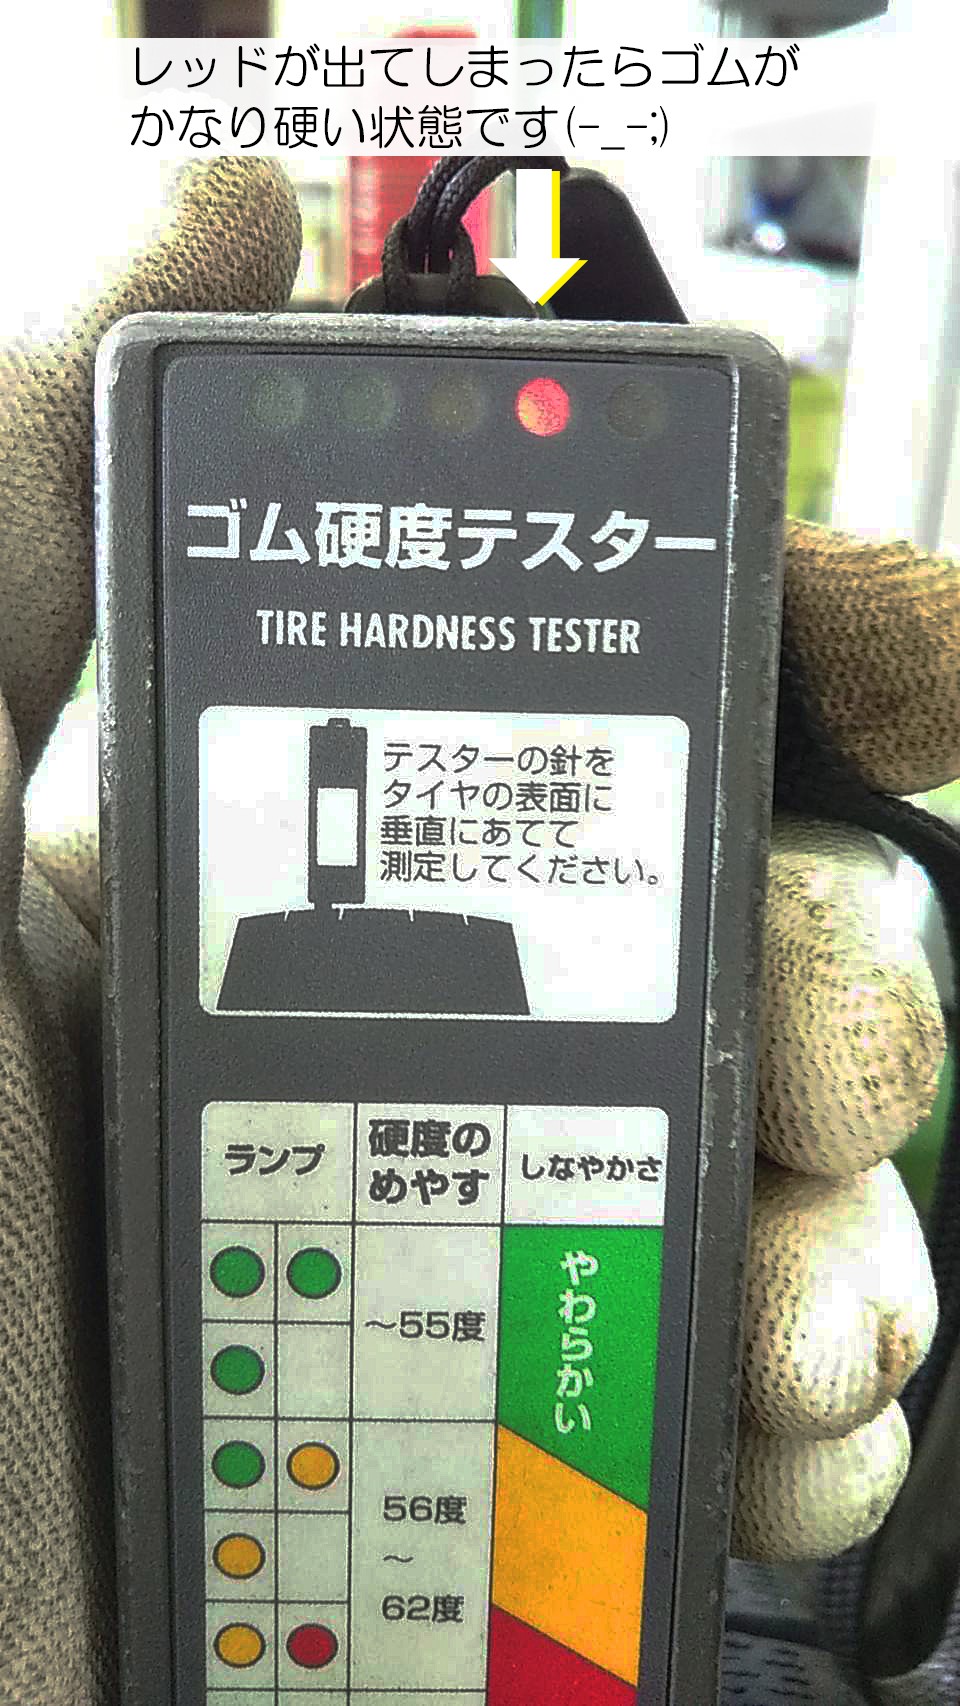 レッドが出てしまったらゴムが
かなり硬い状態です(-_-;)
ゴム硬度テスター
TIRE HARDNESS TESTER
テスターの針を
タイヤの表面に
垂直にあてて
測定してください。
ランプ
硬度の
めやす
しなやかさ
～55度
やわらかい
56度
～
62度